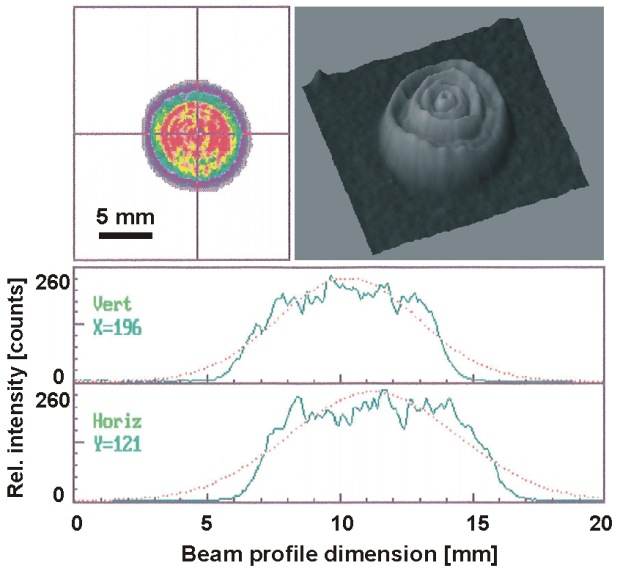 5 mm
Rel. intensity [counts]
260
Vert
X=196
0
260
Horiz
Y=121
0
0 5 10 15 20
Beam profile dimension [mm]